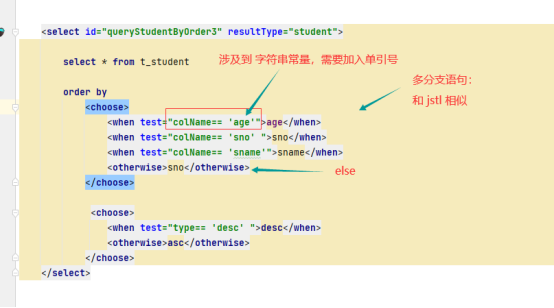 <select id="queryStudentByOrder3" resultType="student">
select * from t_student
涉及到 字符串常量，需要加入单引号
order by
多分支语句：
和 jstl 相似
<choose>
<when test="colName== 'age'">age</when>
<when test="colName== 'sno' ">sno</when>
<when test="colName== 'sname'">sname</when>
<otherwise>sno</otherwise>
else
</choose>
<choose>
<when test="type== 'desc' ">desc</when>
<otherwise>asc</otherwise>
</choose>
</select>